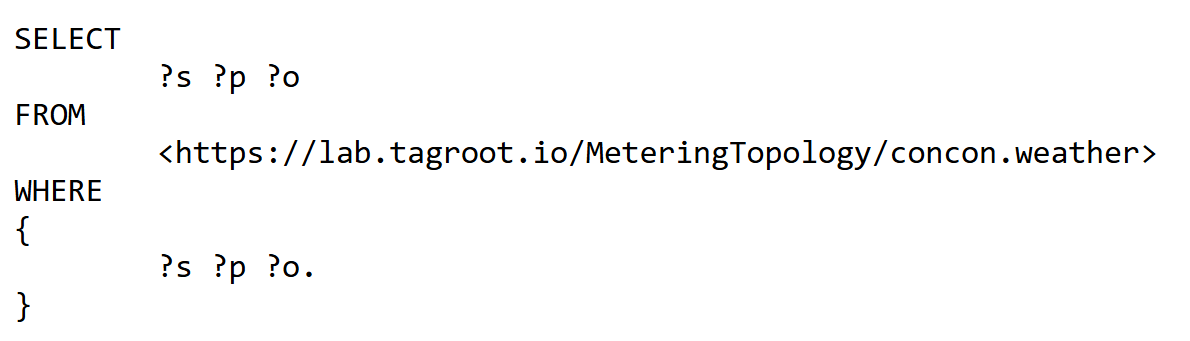 SELECT
	?s ?p ?o
FROM
	<https://lab.tagroot.io/MeteringTopology/concon.weather>
WHERE
{
	?s ?p ?o.
}